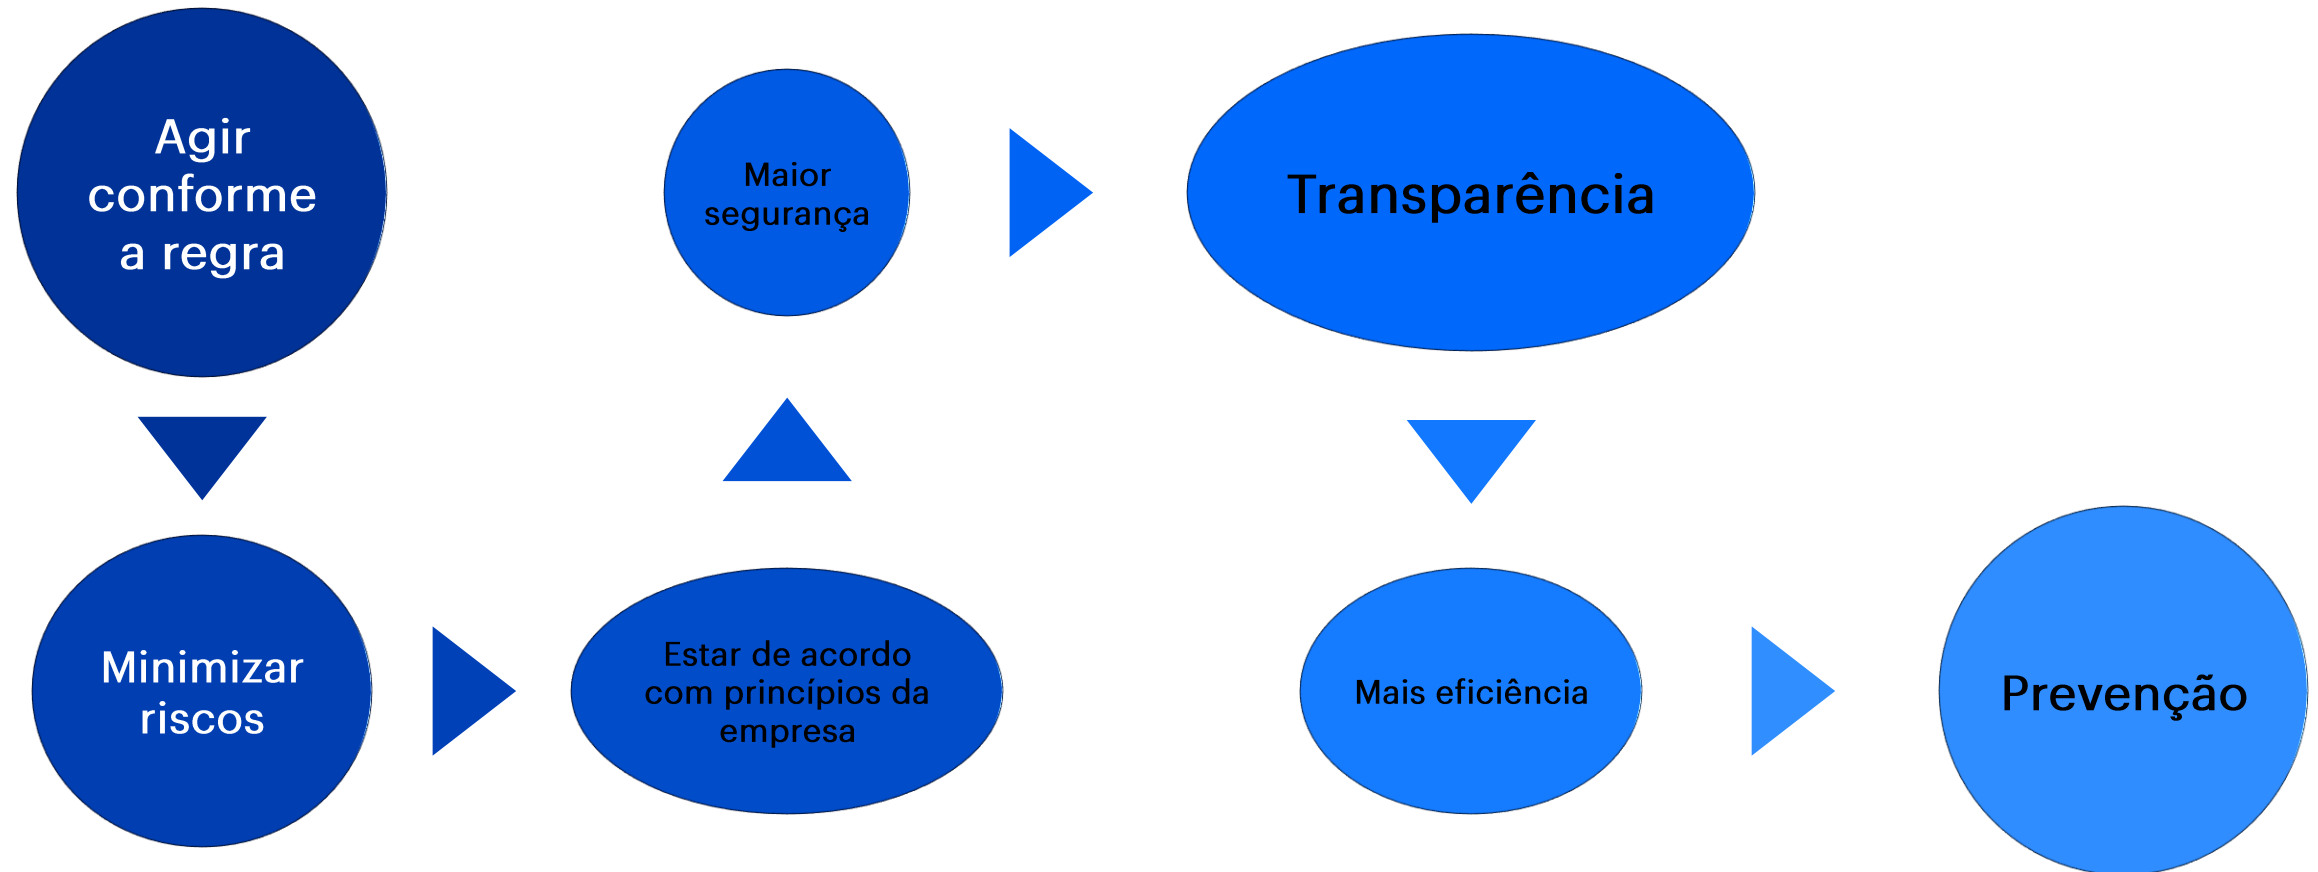 Agir
conforme
a regra
Minimizar
riscos
Estar de acordo
com princípios da
empresa
Maior
segurança
Transparência
Mais eficiência
Prevenção